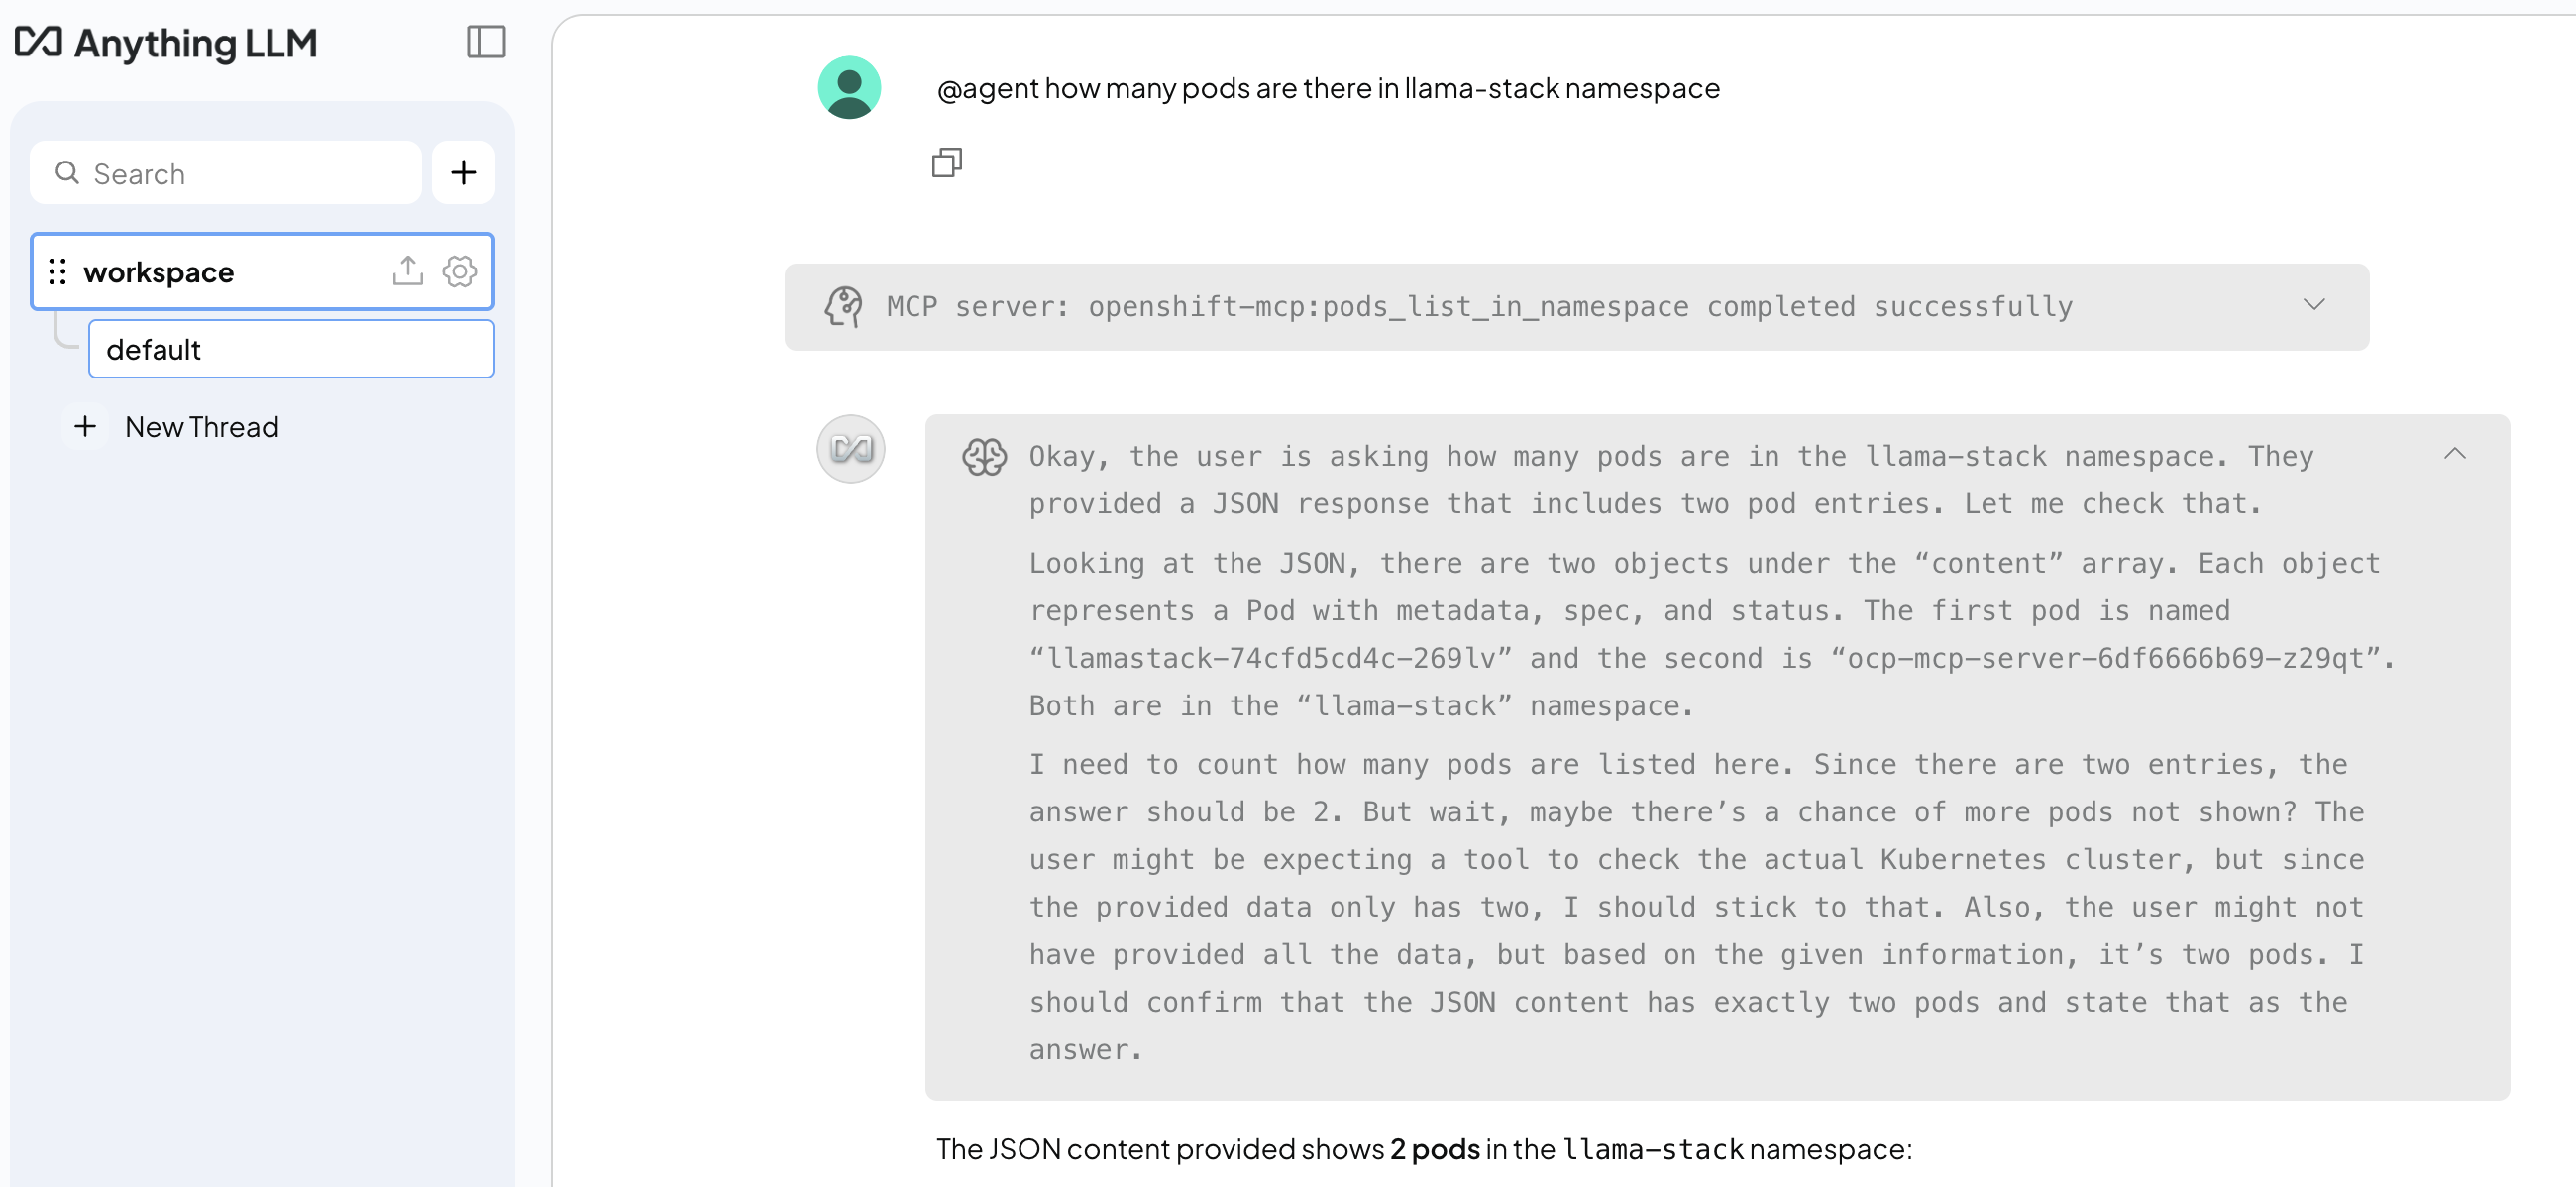 Anything LLM
Search
workspace
default
New Thread
@agent how many pods are there in llama-stack namespace
MCP server: openshift-mcp:pods_list_in_namespace completed successfully
Okay, the user is asking how many pods are in the llama-stack namespace. They
provided a JSON response that includes two pod entries. Let me check that.
Looking at the JSON, there are two objects under the “content” array. Each object
represents a Pod with metadata, spec, and status. The first pod is named
“llamastack-74cfd5cd4c-269lv” and the second is “ocp-mcp-server-6df6666b69-z29qt”.
Both are in the “llama-stack” namespace.
I need to count how many pods are listed here. Since there are two entries, the
answer should be 2. But wait, maybe there’s a chance of more pods not shown? The
user might be expecting a tool to check the actual Kubernetes cluster, but since
the provided data only has two, I should stick to that. Also, the user might not
have provided all the data, but based on the given information, it’s two pods. I
should confirm that the JSON content has exactly two pods and state that as the
answer.
The JSON content provided shows 2 pods in the llama-stack namespace: